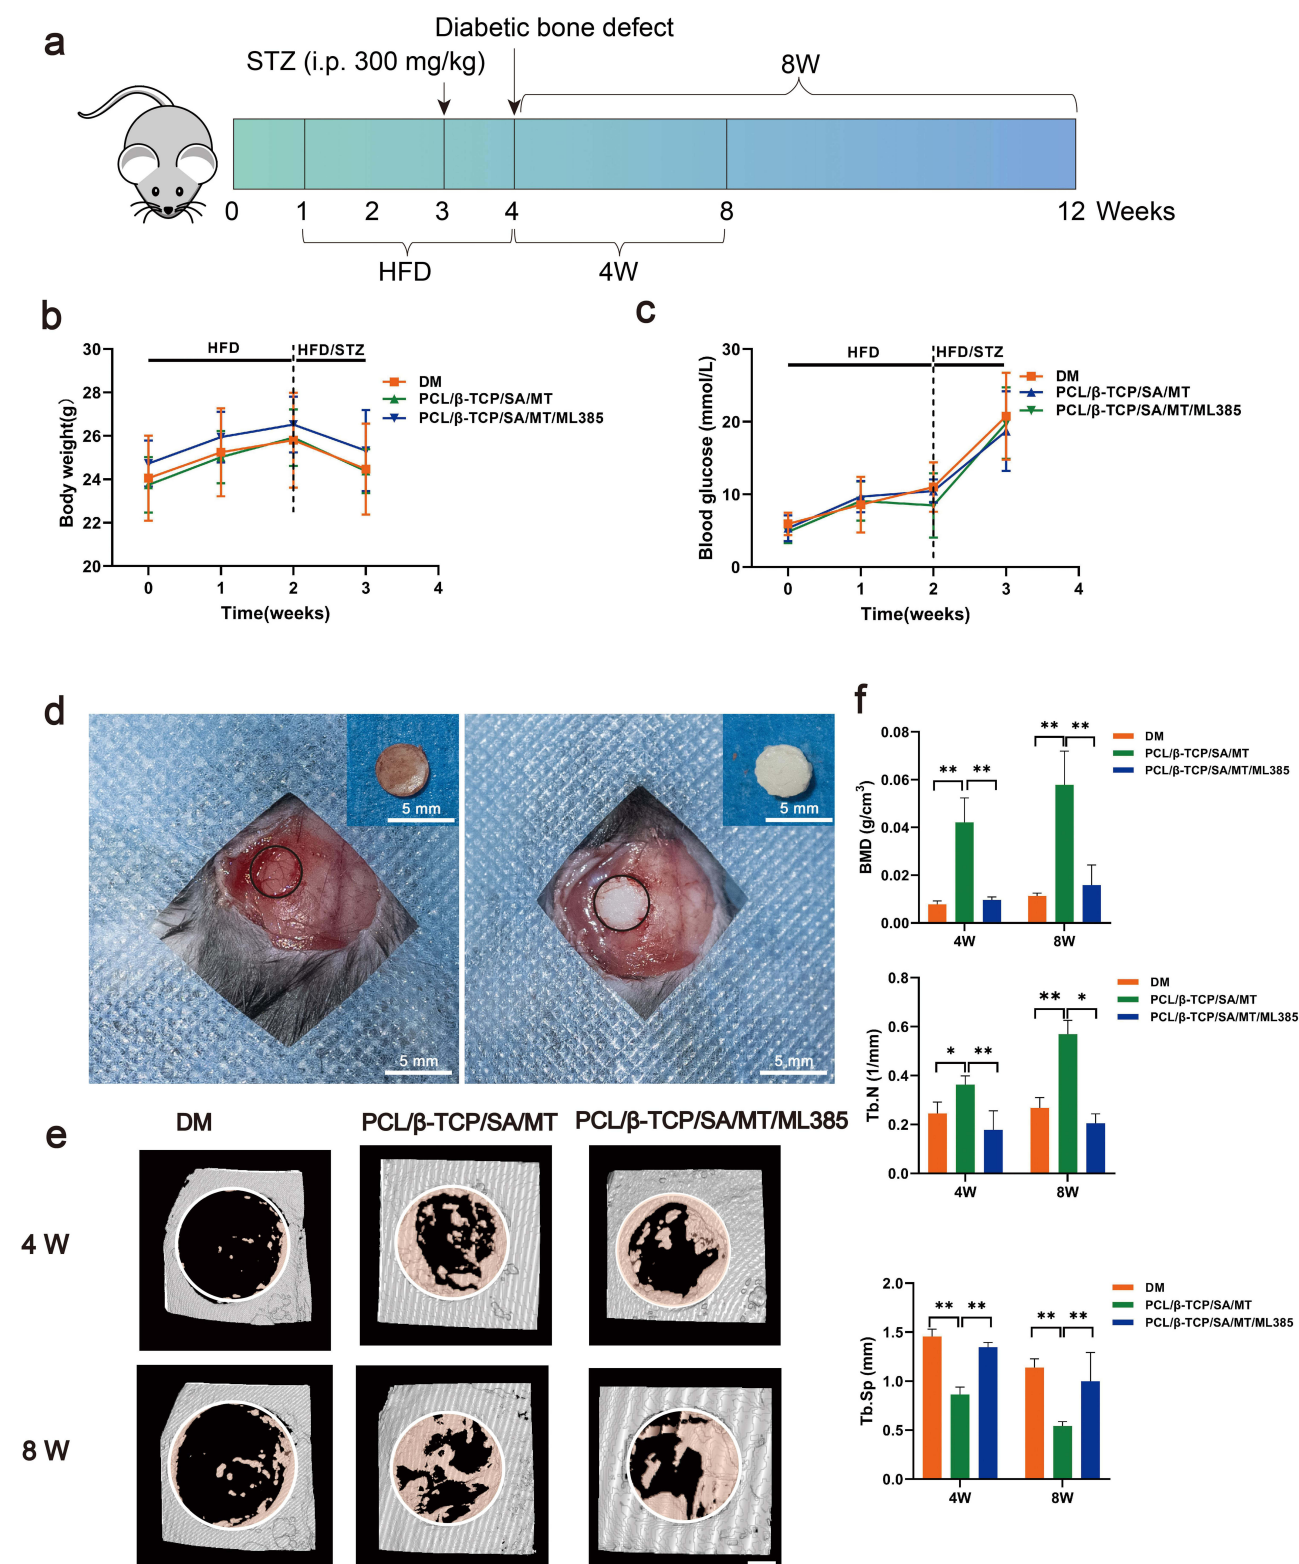 a
Diabetic bone defect
STZ (i.p. 300 mg/kg)
8W
0 1 2 3 4 8 12 Weeks
HFD
4W
b
30
28
26
24
22
20
Body weight(g)
HFD
HFD/STZ
DM
PCL/β-TCP/SA/MT
PCL/β-TCP/SA/MT/ML385
0 1 2 3 4
Time(weeks)
c
30
20
10
0
Blood glucose (mmol/L)
HFD
HFD/STZ
DM
PCL/β-TCP/SA/MT
PCL/β-TCP/SA/MT/ML385
0 1 2 3 4
Time(weeks)
d
5 mm
5 mm
5 mm
5 mm
e
DM
PCL/β-TCP/SA/MT
PCL/β-TCP/SA/MT/ML385
4 W
8 W
f
0.08
0.06
0.04
0.02
0.00
BMD (g/cm³)
** **
** **
4W
8W
DM
PCL/β-TCP/SA/MT
PCL/β-TCP/SA/MT/ML385
0.8
0.6
0.4
0.2
0.0
Tb.N (1/mm)
* **
** *
4W
8W
DM
PCL/β-TCP/SA/MT
PCL/β-TCP/SA/MT/ML385
2.0
1.5
1.0
0.5
0.0
Tb.Sp (mm)
** **
** **
4W
8W
DM
PCL/β-TCP/SA/MT
PCL/β-TCP/SA/MT/ML385